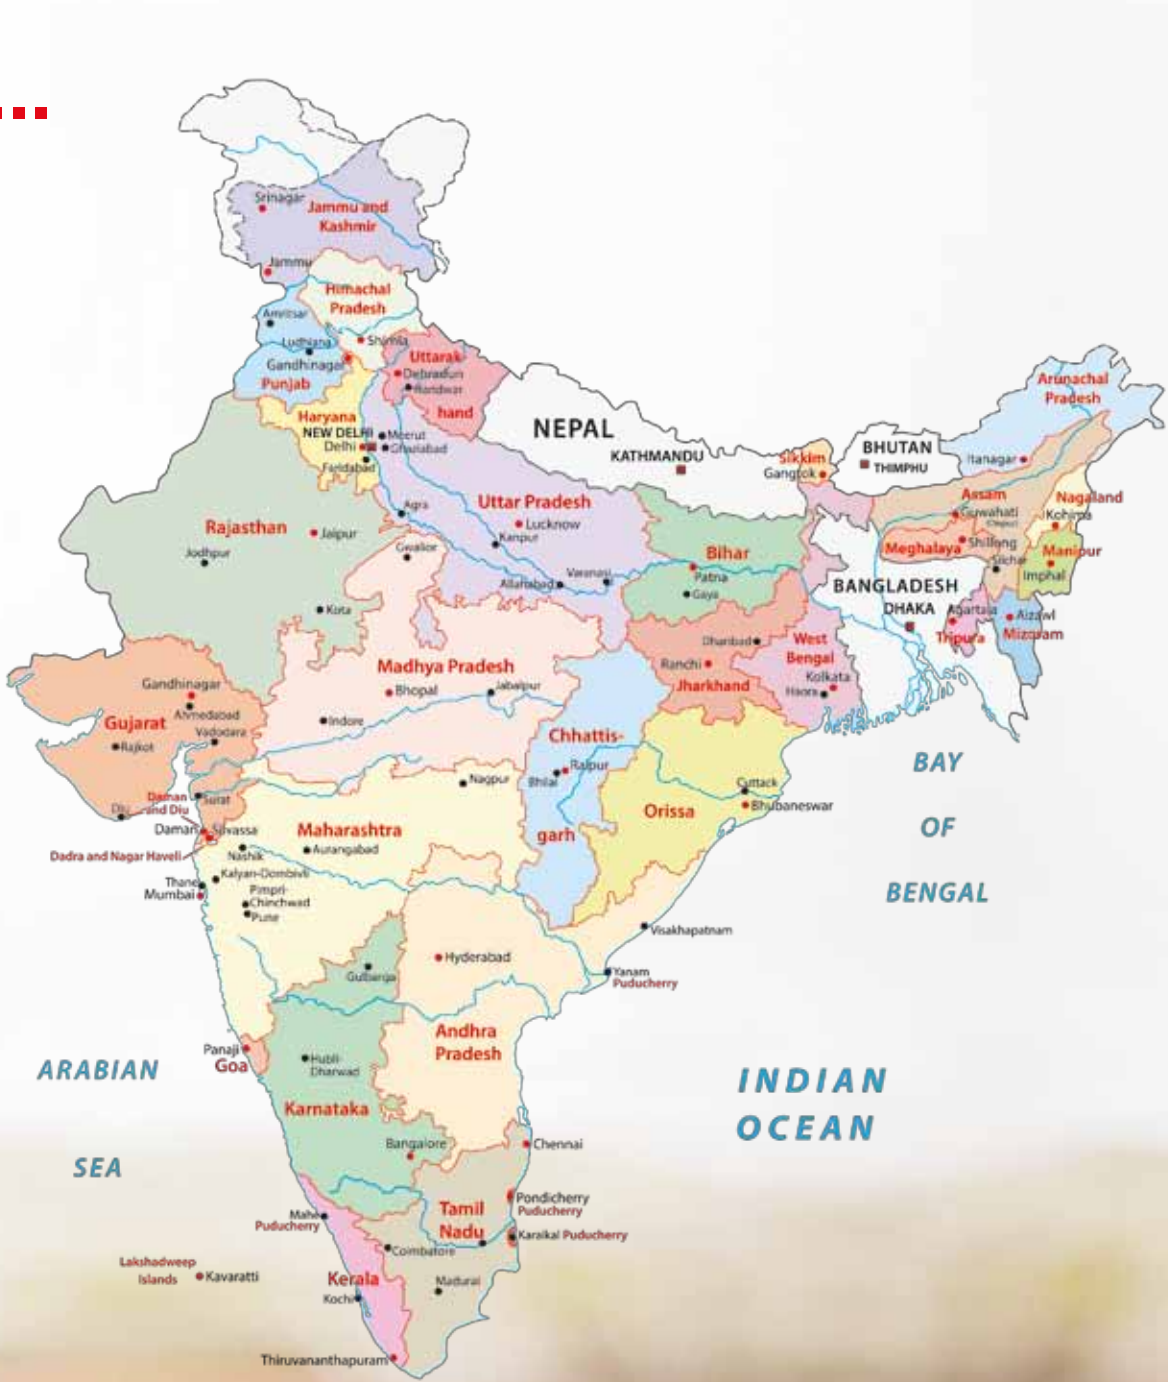 Srinagar
Jammu and
Kashmir
Jammu
Himachal
Pradesh
Amritsar
Ludhiana
Shimla
Gandhinagar
Punjab
Uttarak
Dehradun
Haridwar
hand
Haryana
NEW DELHI
Delhi
Meerut
Ghaziabad
Faridabad
NEPAL
KATHMANDU
Sikkim
Gangtok
BHUTAN
THIMPHU
Arunachal
Pradesh
Itanagar
Assam
Guwahati
Nagaland
Kohima
Meghalaya
Shillong
Silchar
Manipur
Imphal
BANGLADESH
DHAKA
Agartala
Tripura
Aizawl
Mizoram
Rajasthan
Jaipur
Jodhpur
Kota
Agra
Uttar Pradesh
Lucknow
Kanpur
Gwalior
Allahabad
Varanasi
Bihar
Patna
Gaya
Dhanbad
Ranchi
Jharkhand
West
Bengal
Kolkata
Haora
Madhya Pradesh
Bhopal
Jabalpur
Indore
Gandhinagar
Ahmedabad
Gujarat
Rajkot
Vadodara
Diu
Daman
and Diu
Surat
Daman
Silvassa
Dadra and Nagar Haveli
Chhattis-
Raipur
Bhilai
garh
Orissa
Cuttack
Bhubaneswar
BAY
OF
BENGAL
Nagpur
Maharashtra
Aurangabad
Nashik
Thane
Kalyan-Dombivli
Mumbai
Pimpri-
Chinchwad
Pune
Visakhapatnam
Yanam
Puducherry
Hyderabad
Gulbarga
Andhra
Pradesh
Panaji
Goa
Hubli-
Dharwad
Karnataka
Bangalore
Chennai
ARABIAN
SEA
INDIAN
OCEAN
Pondicherry
Puducherry
Karaikal Puducherry
Tamil
Nadu
Mahe
Puducherry
Coimbatore
Madurai
Lakshadweep
Islands
Kavaratti
Kerala
Kochi
Thiruvananthapuram